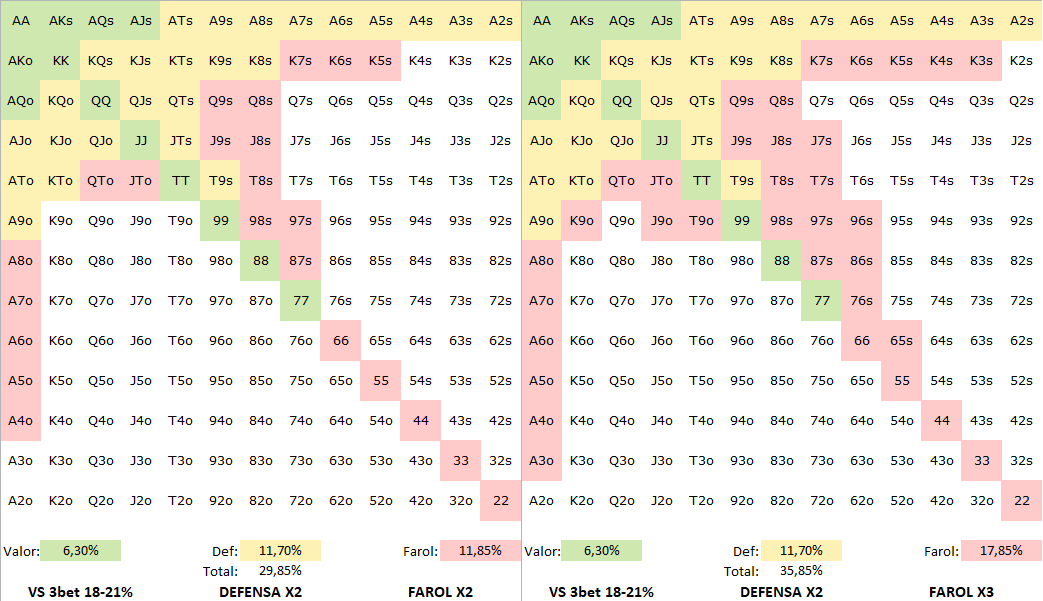 AA AKs AQs AJs ATs A9s A8s A7s A6s A5s A4s A3s A2s AA AKs AQs AJs ATs A9s A8s A7s A6s A5s A4s A3s A2s
AKo KK KQs KJs KTs K9s K8s K7s K6s K5s K4s K3s K2s AKo KK KQs KJs KTs K9s K8s K7s K6s K5s K4s K3s K2s
AQo KQo QQ QJs QTs Q9s Q8s Q7s Q6s Q5s Q4s Q3s Q2s AQo KQo QQ QJs QTs Q9s Q8s Q7s Q6s Q5s Q4s Q3s Q2s
AJo KJo QJo JJ JTs J9s J8s J7s J6s J5s J4s J3s J2s AJo KJo QJo JJ JTs J9s J8s J7s J6s J5s J4s J3s J2s
ATo KTo QTo JTo TT T9s T8s T7s T6s T5s T4s T3s T2s ATo KTo QTo JTo TT T9s T8s T7s T6s T5s T4s T3s T2s
A9o K9o Q9o J9o T9o 99 98s 97s 96s 95s 94s 93s 92s A9o K9o Q9o J9o T9o 99 98s 97s 96s 95s 94s 93s 92s
A8o K8o Q8o J8o T8o 98o 88 87s 86s 85s 84s 83s 82s A8o K8o Q8o J8o T8o 98o 88 87s 86s 85s 84s 83s 82s
A7o K7o Q7o J7o T7o 97o 87o 77 76s 75s 74s 73s 72s A7o K7o Q7o J7o T7o 97o 87o 77 76s 75s 74s 73s 72s
A6o K6o Q6o J6o T6o 96o 86o 76o 66 65s 64s 63s 62s A6o K6o Q6o J6o T6o 96o 86o 76o 66 65s 64s 63s 62s
A5o K5o Q5o J5o T5o 95o 85o 75o 65o 55 54s 53s 52s A5o K5o Q5o J5o T5o 95o 85o 75o 65o 55 54s 53s 52s
A4o K4o Q4o J4o T4o 94o 84o 74o 64o 54o 44 43s 42s A4o K4o Q4o J4o T4o 94o 84o 74o 64o 54o 44 43s 42s
A3o K3o Q3o J3o T3o 93o 83o 73o 63o 53o 43o 33 32s A3o K3o Q3o J3o T3o 93o 83o 73o 63o 53o 43o 33 32s
A2o K2o Q2o J2o T2o 92o 82o 72o 62o 52o 42o 32o 22 A2o K2o Q2o J2o T2o 92o 82o 72o 62o 52o 42o 32o 22
Valor: 6,30% Def: 11,70% Farol: 11,85% Valor: 6,30% Def: 11,70% Farol: 17,85%
Total: 29,85% Total: 35,85%
VS 3bet 18-21% DEFENSA X2 FAROL X2 VS 3bet 18-21% DEFENSA X2 FAROL X3